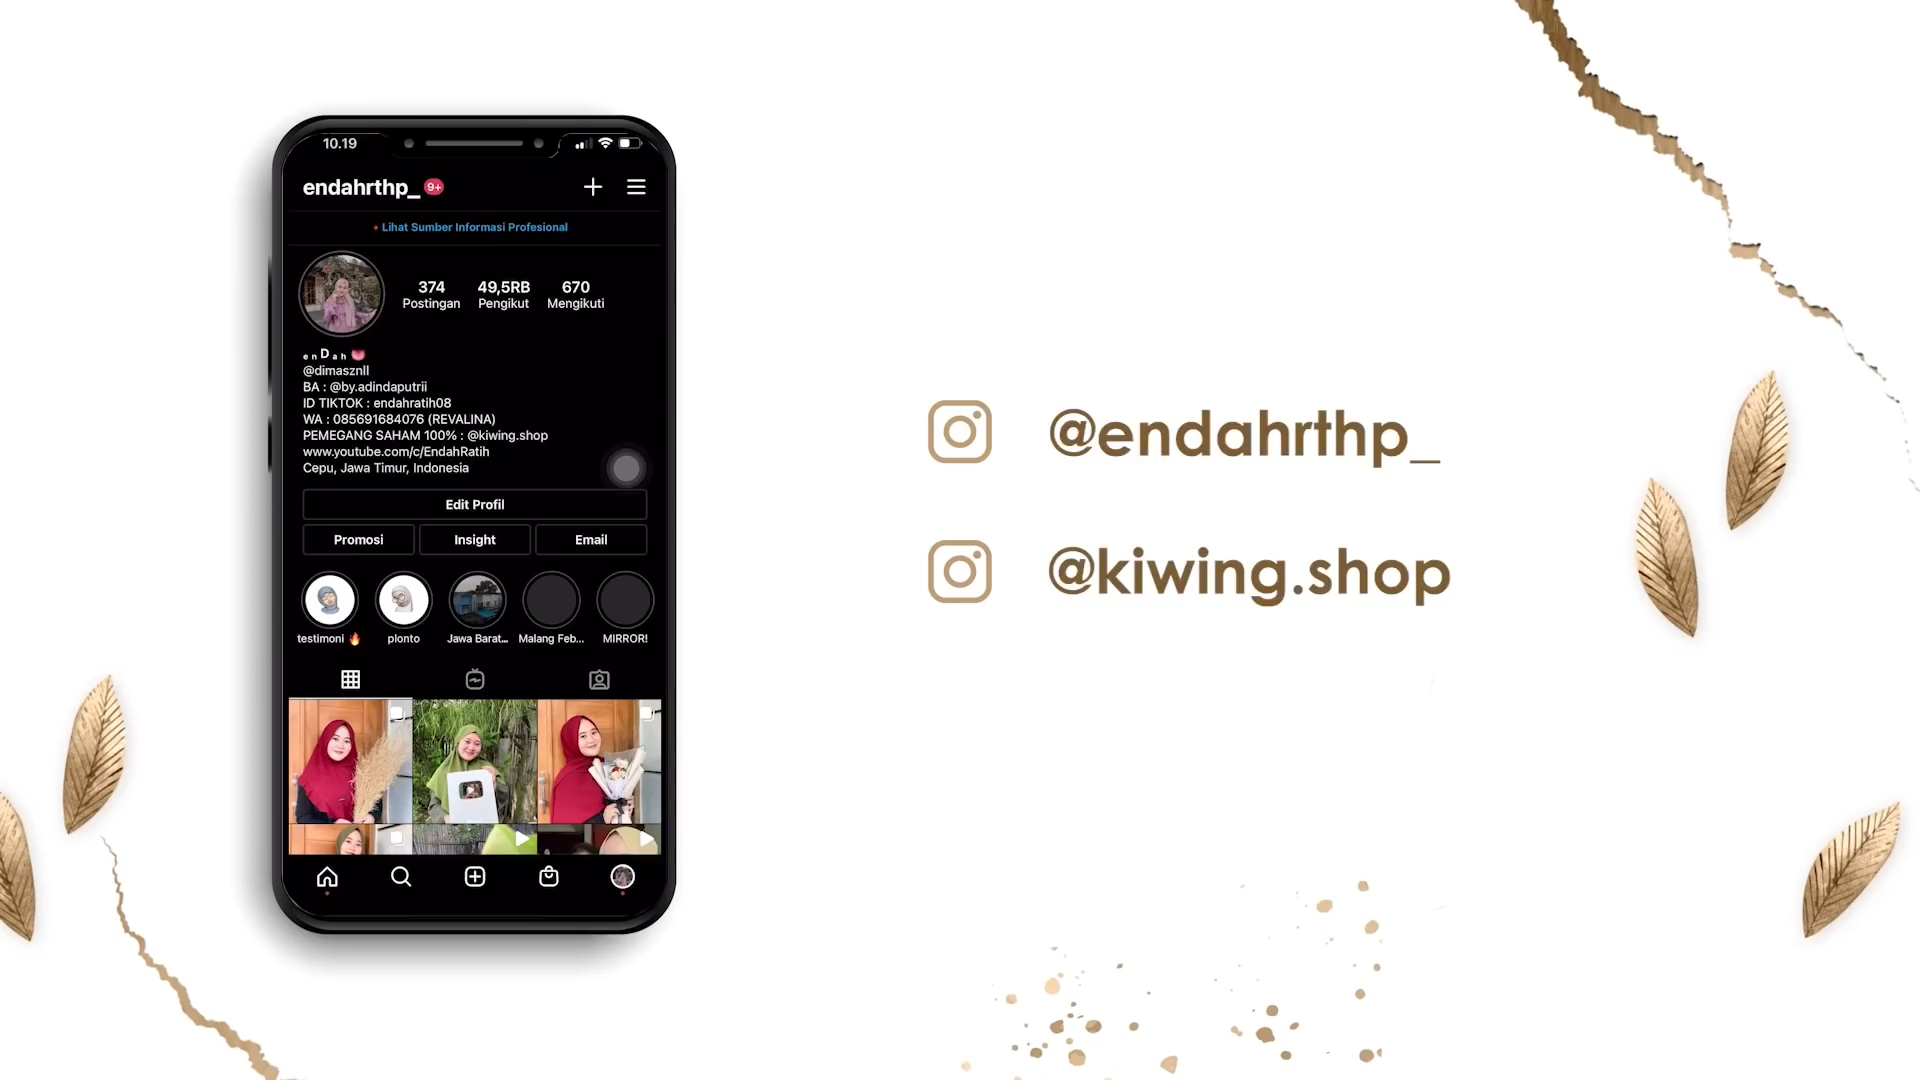 10.19
endahrthp_ 9+
• Lihat Sumber Informasi Profesional
374 49,5RB 670
Postingan Pengikut Mengikuti
enDah 👅
@dimasznll
BA : @by.adindaputrii
ID TIKTOK : endahratih08
WA : 085691684076 (REVALINA)
PEMEGANG SAHAM 100% : @kiwing.shop
www.youtube.com/c/EndahRatih
Cepu, Jawa Timur, Indonesia
Edit Profil
Promosi Insight Email
testimoni 🔥 plonto Jawa Barat... Malang Feb... MIRROR!
@endahrthp_
@kiwing.shop